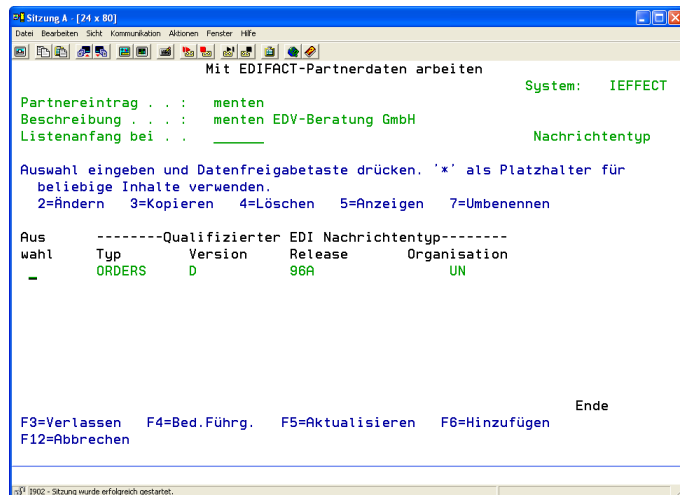 Sitzung A - [24 x 80]
Datei Bearbeiten Sicht Kommunikation Aktionen Fenster Hilfe
Mit EDIFACT-Partnerdaten arbeiten
System: IEFFECT
Partnereintrag . . : menten
Beschreibung . . . : menten EDV-Beratung GmbH
Listenanfang bei . . ______ Nachrichtentyp
Auswahl eingeben und Datenfreigabetaste drücken. '*' als Platzhalter für
beliebige Inhalte verwenden.
2=Ändern 3=Kopieren 4=Löschen 5=Anzeigen 7=Umbenennen
Aus --------Qualifizierter EDI Nachrichtentyp--------
wahl Typ Version Release Organisation
_ ORDERS D 96A UN
Ende
F3=Verlassen F4=Bed.Führg. F5=Aktualisieren F6=Hinzufügen
F12=Abbrechen
I902 - Sitzung wurde erfolgreich gestartet.